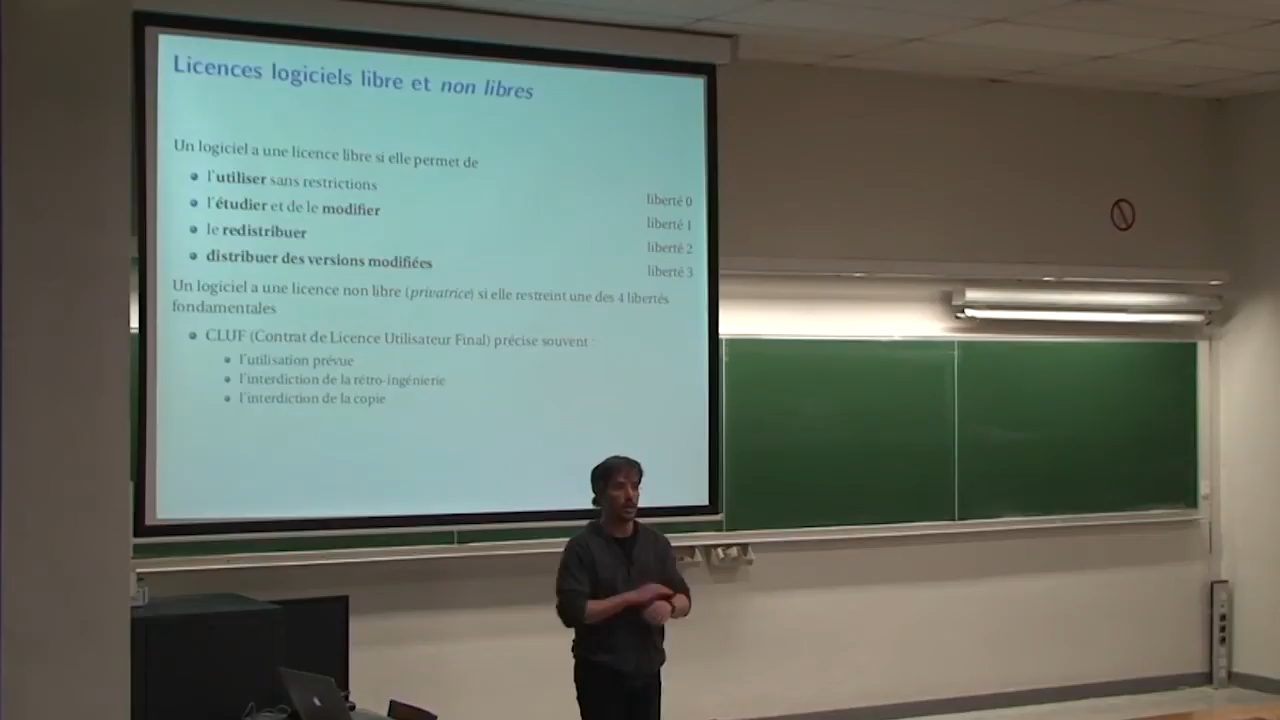 Licences logiciels libre et non libres
Un logiciel a une licence libre si elle permet de
l'utiliser sans restrictions
liberté 0
l'étudier et de le modifier
liberté 1
le redistribuer
liberté 2
distribuer des versions modifiées
liberté 3
Un logiciel a une licence non libre (privatrice) si elle restreint une des 4 libertés
fondamentales
CLUF (Contrat de Licence Utilisateur Final) précise souvent :
l'utilisation prévue
l'interdiction de la rétro-ingénierie
l'interdiction de la copie